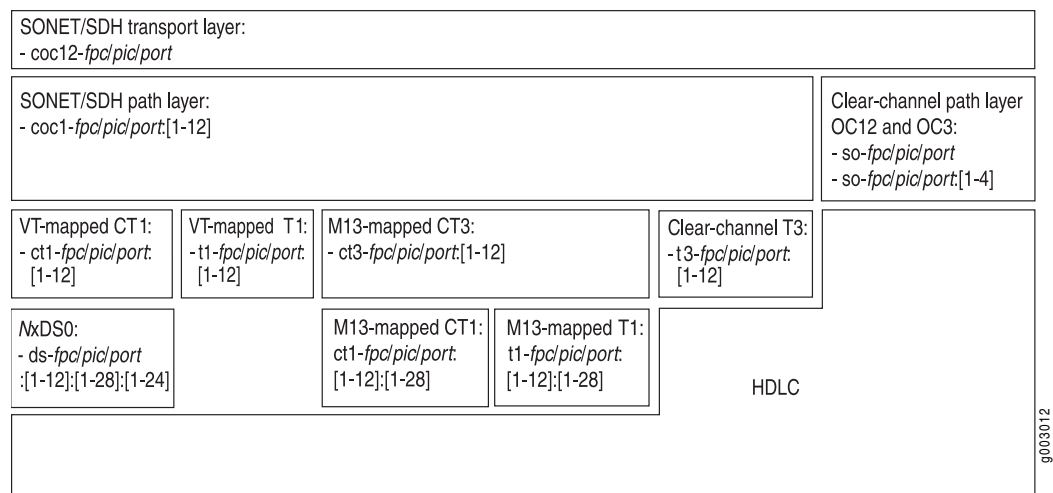 SONET/SDH transport layer:
- coc12-fpc/pic/port
SONET/SDH path layer:
- coc1-fpc/pic/port:[1-12]
Clear-channel path layer
OC12 and OC3:
- so-fpc/pic/port
- so-fpc/pic/port:[1-4]
VT-mapped CT1:
- ct1-fpc/pic/port:
[1-12]
VT-mapped T1:
-t1-fpc/pic/port:
[1-12]
M13-mapped CT3:
- ct3-fpc/pic/port:[1-12]
Clear-channel T3:
-t3-fpc/pic/port:
[1-12]
NxDS0:
- ds-fpc/pic/port
:[1-12]:[1-28]:[1-24]
M13-mapped CT1:
ct1-fpc/pic/port:
[1-12]:[1-28]
M13-mapped T1:
t1-fpc/pic/port:
[1-12]:[1-28]
HDLC
g003012